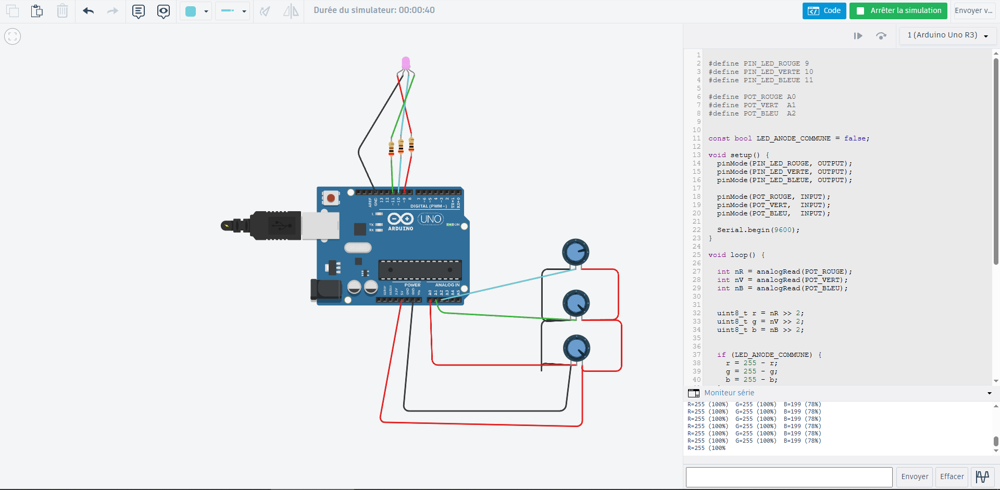 Durée du simulateur: 00:00:40
Code
Arrêter la simulation
Envoyer v...
1 (Arduino Uno R3)
1
2 #define PIN_LED_ROUGE 9
3 #define PIN_LED_VERTE 10
4 #define PIN_LED_BLEUE 11
5
6 #define POT_ROUGE A0
7 #define POT_VERT  A1
8 #define POT_BLEU  A2
9
10
11 const bool LED_ANODE_COMMUNE = false;
12
13 void setup() {
14   pinMode(PIN_LED_ROUGE, OUTPUT);
15   pinMode(PIN_LED_VERTE, OUTPUT);
16   pinMode(PIN_LED_BLEUE, OUTPUT);
17
18   pinMode(POT_ROUGE, INPUT);
19   pinMode(POT_VERT,  INPUT);
20   pinMode(POT_BLEU,  INPUT);
21
22   Serial.begin(9600);
23 }
24
25 void loop() {
26
27   int nR = analogRead(POT_ROUGE);
28   int nV = analogRead(POT_VERT);
29   int nB = analogRead(POT_BLEU);
30
31
32   uint8_t r = nR >> 2;
33   uint8_t g = nV >> 2;
34   uint8_t b = nB >> 2;
35
36
37   if (LED_ANODE_COMMUNE) {
38     r = 255 - r;
39     g = 255 - g;
40     b = 255 - b;
Moniteur série
R=255 (100%)  G=255 (100%)  B=199 (78%)
R=255 (100%)  G=255 (100%)  B=199 (78%)
R=255 (100%)  G=255 (100%)  B=199 (78%)
R=255 (100%)  G=255 (100%)  B=199 (78%)
R=255 (100%)  G=255 (100%)  B=199 (78%)
R=255 (100%)  G=255 (100%)  B=199 (78%)
R=255 (100%
Envoyer
Effacer
AREF GND 13 12 ~11 ~10 ~9 8 7 ~6 ~5 4 ~3 2 TX→1 RX←0
DIGITAL (PWM~)
L
TX
RX
ARDUINO
UNO
ON
POWER
ANALOG IN
IOREF RESET 3.3V 5V GND GND Vin A0 A1 A2 A3 A4 A5